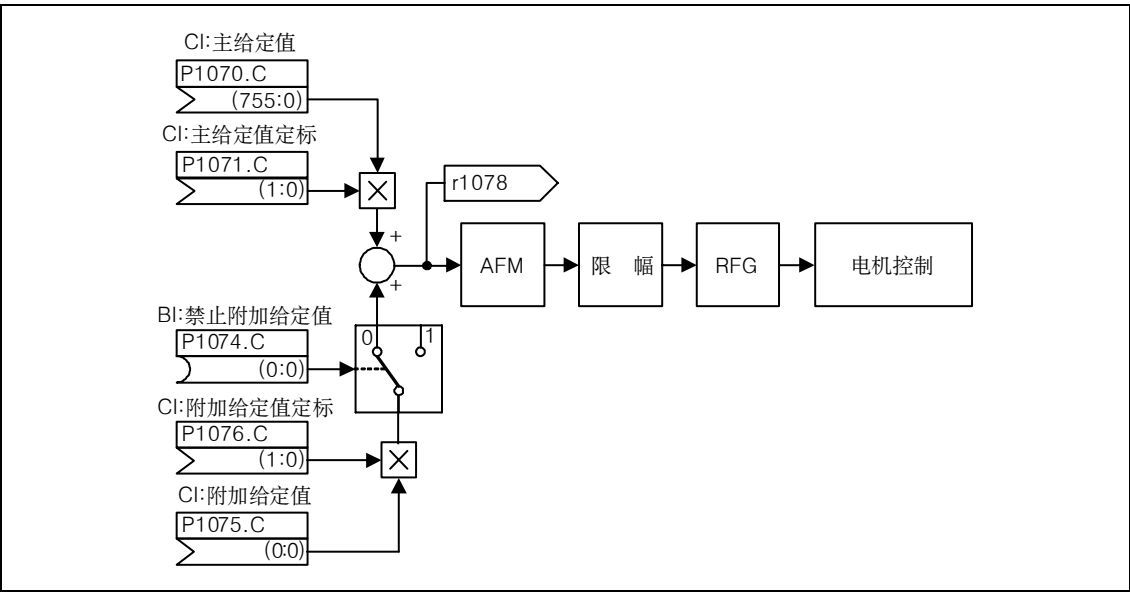 CI:主给定值
P1070.C
(755:0)
CI:主给定值定标
P1071.C
(1:0)
r1078
+
+
AFM
限 幅
RFG
电机控制
BI:禁止附加给定值
P1074.C
(0:0)
0
1
CI:附加给定值定标
P1076.C
(1:0)
CI:附加给定值
P1075.C
(0:0)